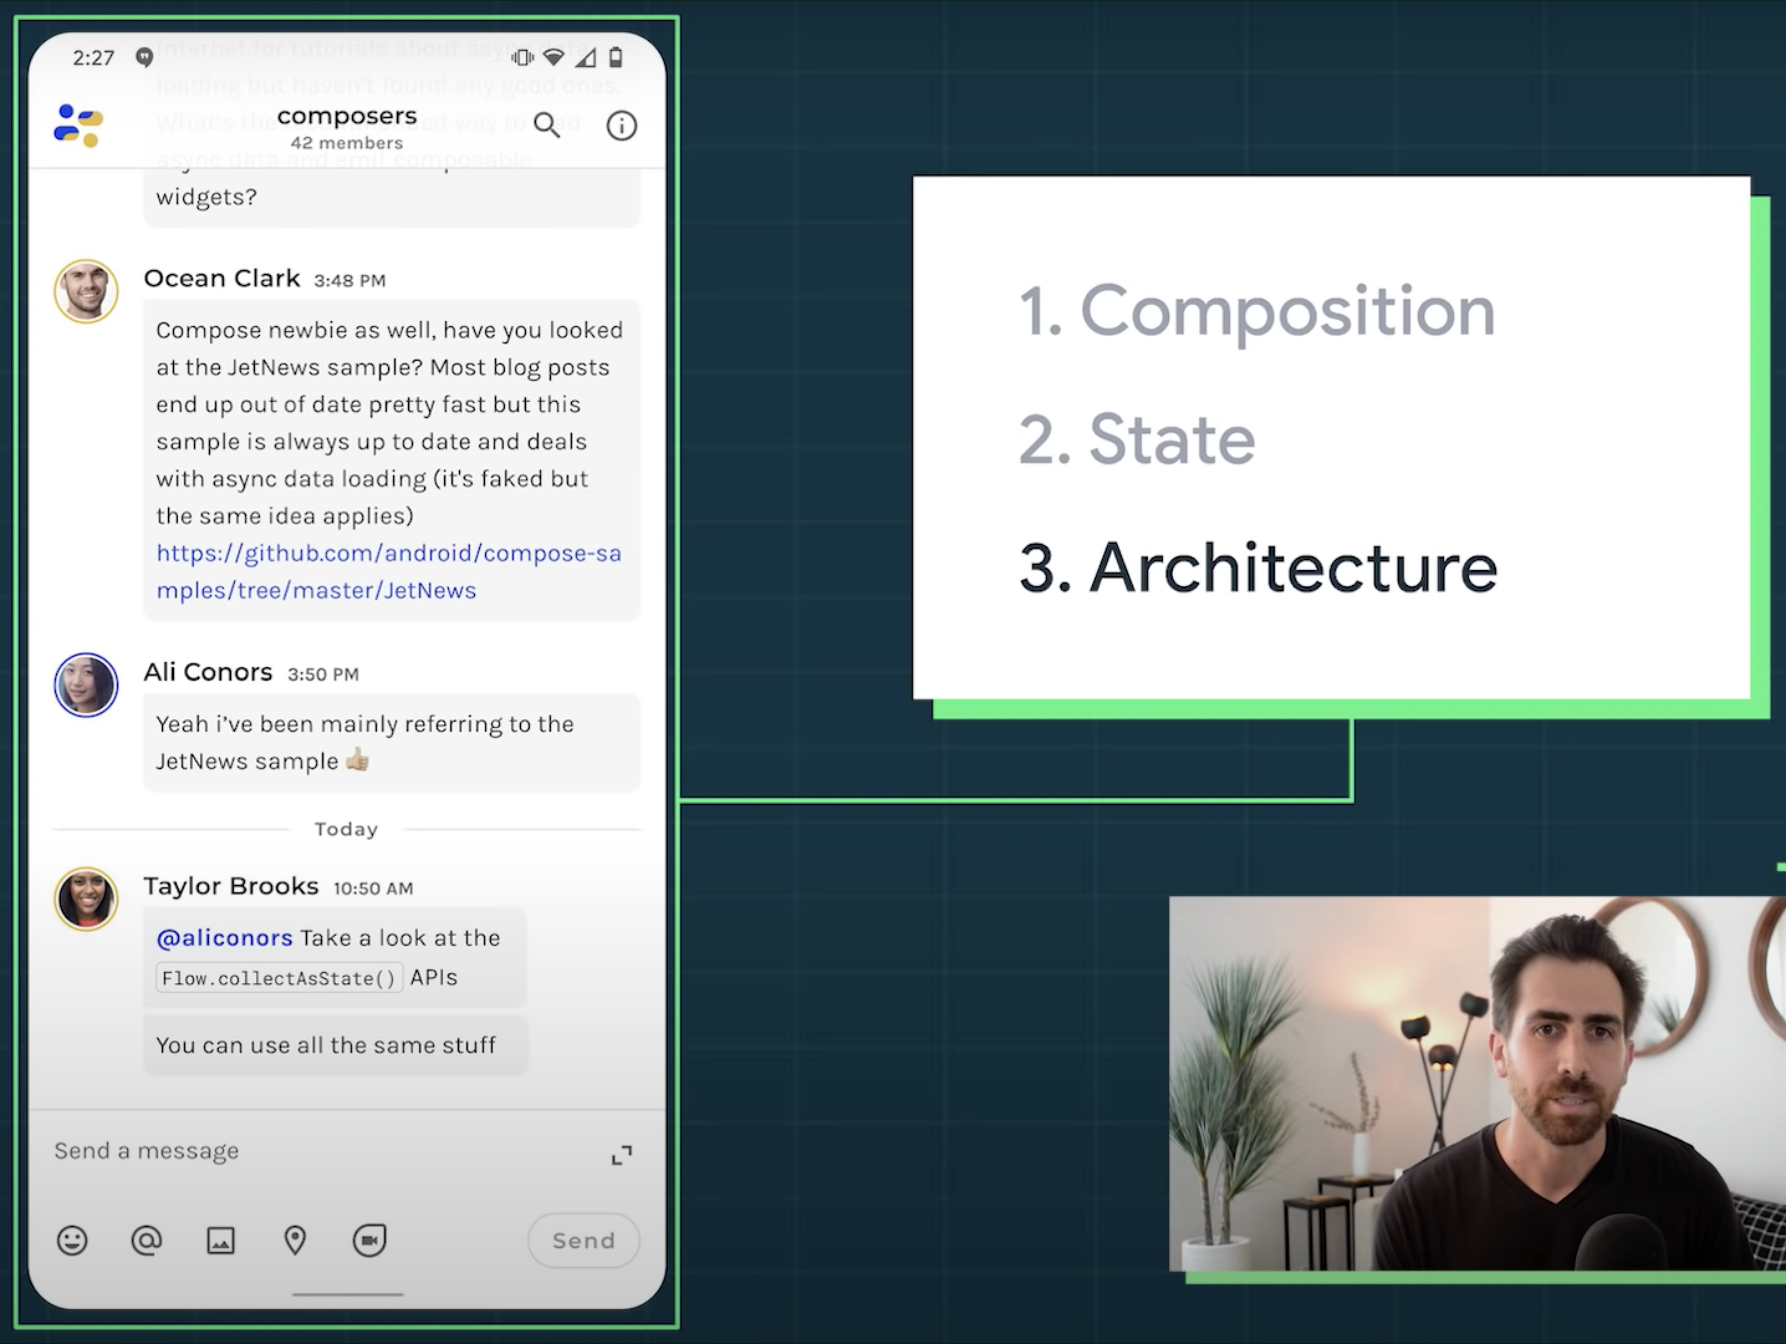 2:27
internet for tutorials about async data
loading but haven't found any good ones.
What's the recommended way to load
async data and emit composable
composers
42 members
widgets?
Ocean Clark 3:48 PM
Compose newbie as well, have you looked
at the JetNews sample? Most blog posts
end up out of date pretty fast but this
sample is always up to date and deals
with async data loading (it's faked but
the same idea applies)
https://github.com/android/compose-sa
mples/tree/master/JetNews
Ali Conors 3:50 PM
Yeah i've been mainly referring to the
JetNews sample 👍🏼
Today
Taylor Brooks 10:50 AM
@aliconors Take a look at the
Flow.collectAsState() APIs
You can use all the same stuff
Send a message
Send
1. Composition
2. State
3. Architecture